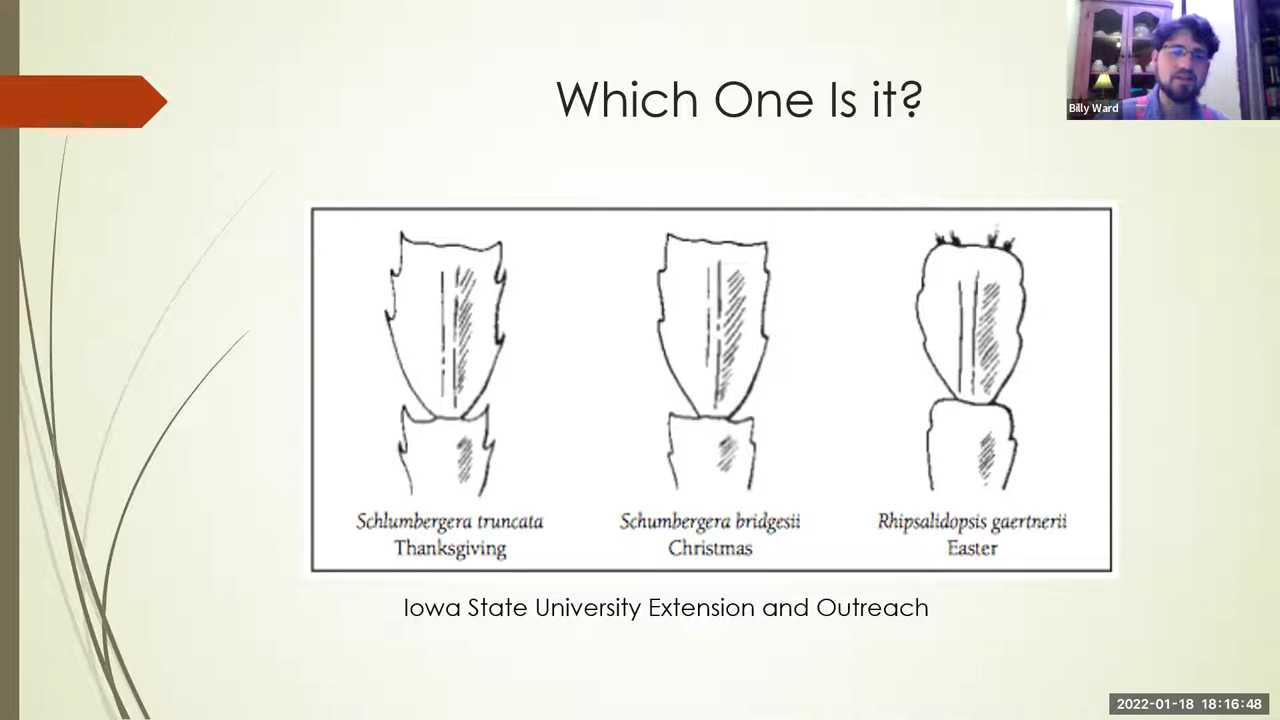 Which One Is it?
Billy Ward
Schlumbergera truncata
Thanksgiving
Schumbergera bridgesii
Christmas
Rhipsalidopsis gaertnerii
Easter
Iowa State University Extension and Outreach
2022-01-18 18:16:48